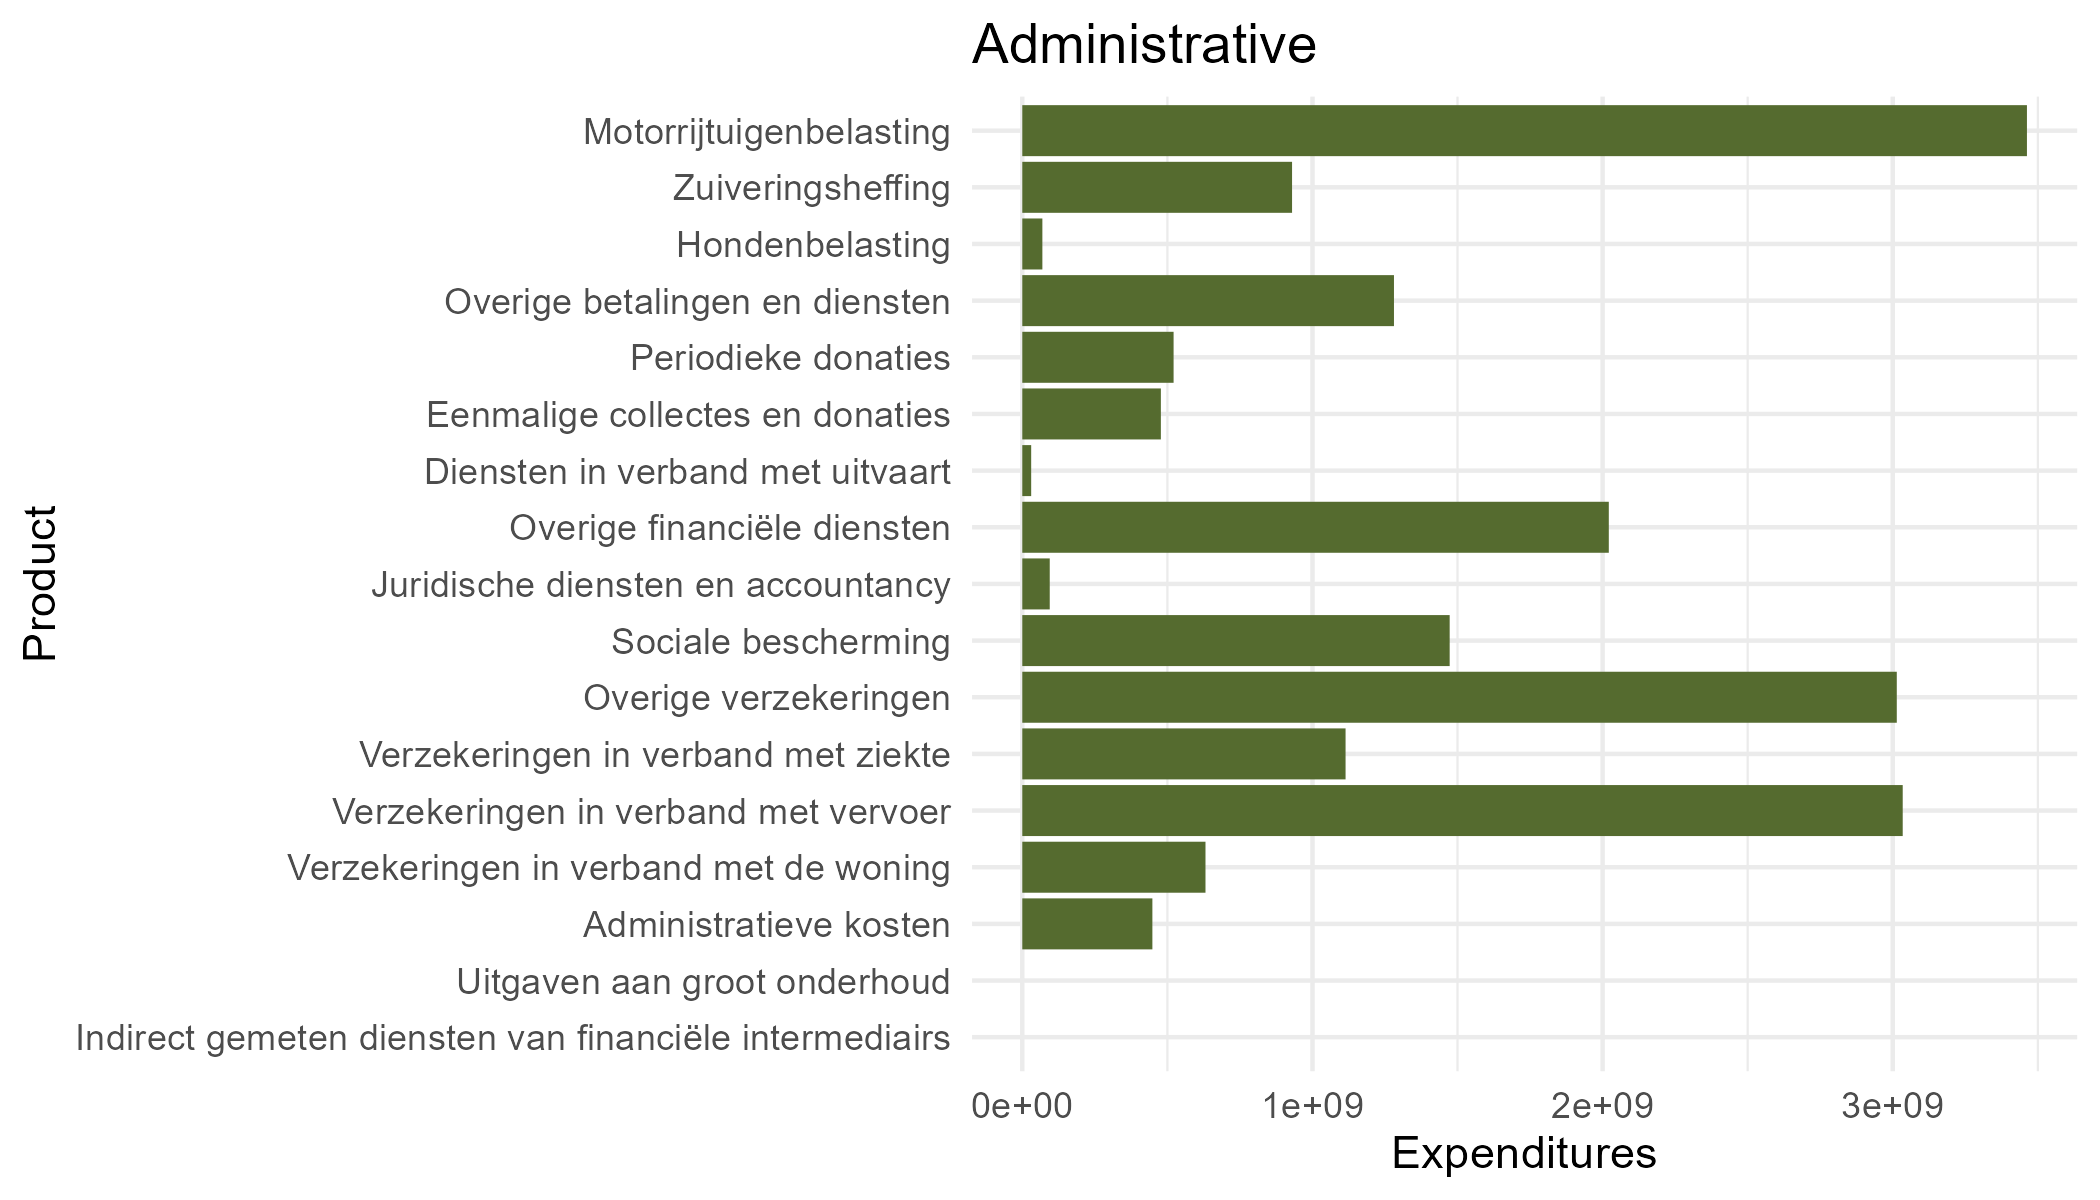 Administrative
Product
Motorrijtuigenbelasting
Zuiveringsheffing
Hondenbelasting
Overige betalingen en diensten
Periodieke donaties
Eenmalige collectes en donaties
Diensten in verband met uitvaart
Overige financiële diensten
Juridische diensten en accountancy
Sociale bescherming
Overige verzekeringen
Verzekeringen in verband met ziekte
Verzekeringen in verband met vervoer
Verzekeringen in verband met de woning
Administratieve kosten
Uitgaven aan groot onderhoud
Indirect gemeten diensten van financiële intermediairs
0e+00 1e+09 2e+09 3e+09
Expenditures